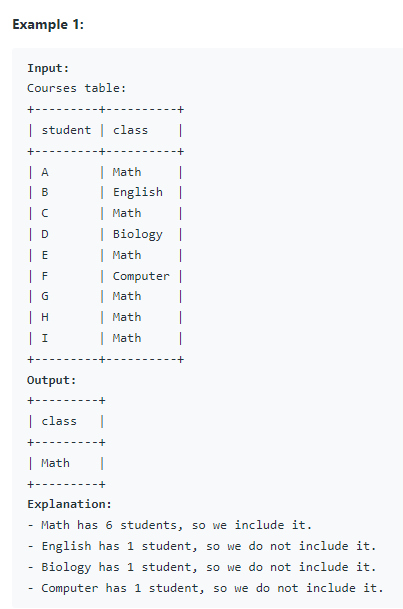 Example 1:
Input:
Courses table:
+---------+----------+
| student | class    |
+---------+----------+
| A       | Math     |
| B       | English  |
| C       | Math     |
| D       | Biology  |
| E       | Math     |
| F       | Computer |
| G       | Math     |
| H       | Math     |
| I       | Math     |
+---------+----------+
Output:
+---------+
| class   |
+---------+
| Math    |
+---------+
Explanation:
- Math has 6 students, so we include it.
- English has 1 student, so we do not include it.
- Biology has 1 student, so we do not include it.
- Computer has 1 student, so we do not include it.